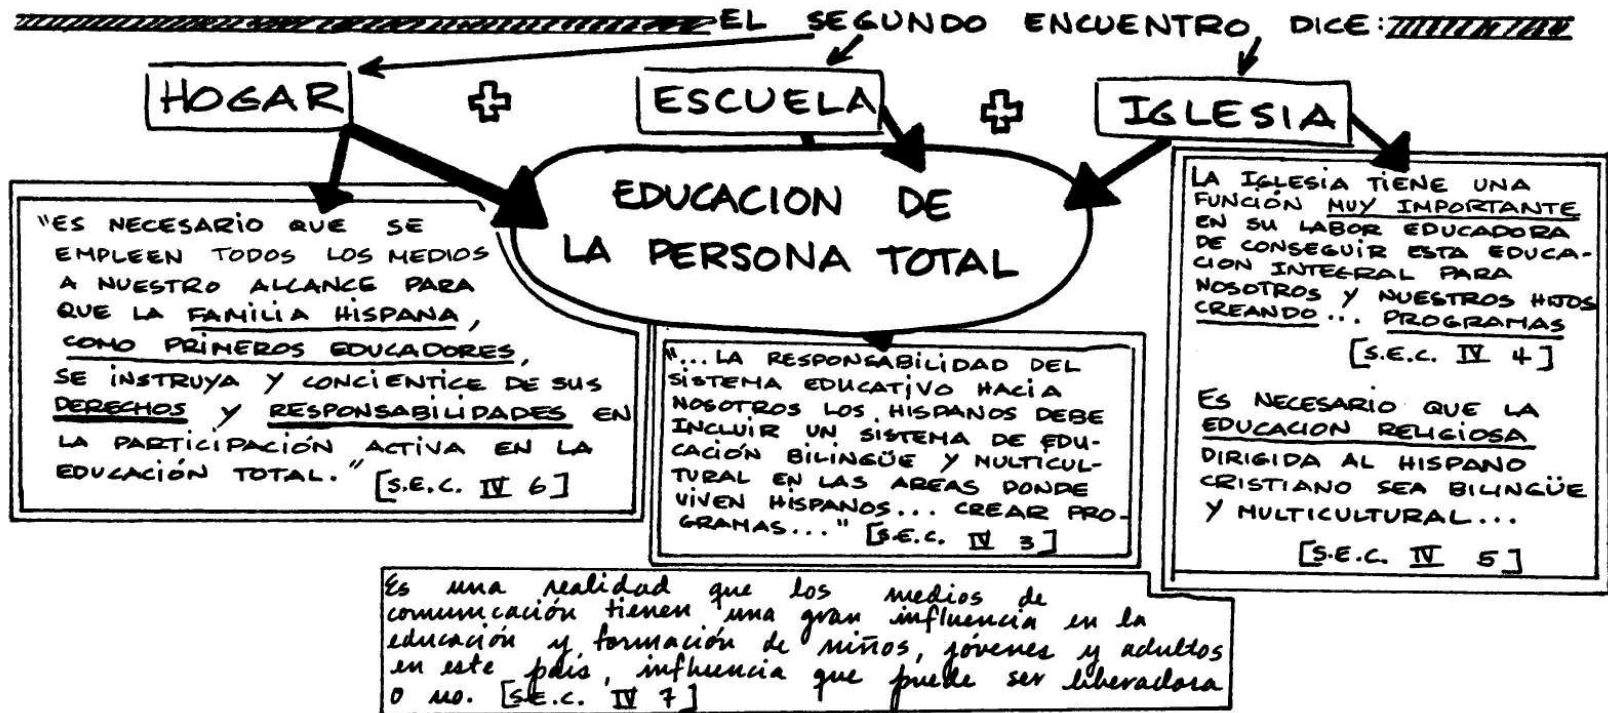 EL SEGUNDO ENCUENTRO, DICE:
HOGAR + ESCUELA + IGLESIA
EDUCACION DE
LA PERSONA TOTAL
"ES NECESARIO QUE SE
EMPLEEN TODOS LOS MEDIOS
A NUESTRO ALCANCE PARA
QUE LA FAMILIA HISPANA,
COMO PRIMEROS EDUCADORES,
SE INSTRUYA Y CONCIENTICE DE SUS
DERECHOS Y RESPONSABILIDADES EN
LA PARTICIPACIÓN ACTIVA EN LA
EDUCACIÓN TOTAL."
[S.E.C. IV 6]
"... LA RESPONSABILIDAD DEL
SISTEMA EDUCATIVO HACIA
NOSOTROS LOS HISPANOS DEBE
INCLUIR UN SISTEMA DE EDU-
CACIÓN BILINGÜE Y MULTICUL-
TURAL EN LAS AREAS DONDE
VIVEN HISPANOS... CREAR PRO-
GRAMAS..." [S.E.C. IV 3]
LA IGLESIA TIENE UNA
FUNCIÓN MUY IMPORTANTE
EN SU LABOR EDUCADORA
DE CONSEGUIR ESTA EDUCA-
CION INTEGRAL PARA
NOSOTROS Y NUESTROS HIJOS
CREANDO... PROGRAMAS
[S.E.C. IV 4]
ES NECESARIO QUE LA
EDUCACION RELIGIOSA
DIRIGIDA AL HISPANO
CRISTIANO SEA BILINGÜE
Y MULTICULTURAL...
[S.E.C. IV 5]
Es una realidad que los medios de
comunicación tienen una gran influencia en la
educación y formación de niños, jóvenes y adultos
en este país, influencia que puede ser liberadora
o no. [S.E.C. IV 7]